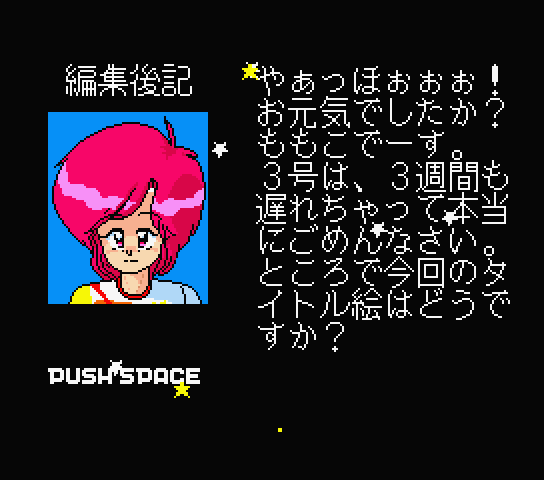 編集後記
やぁっほぉぉぉ！
お元気でしたか？
ももこでーす。
３号は、３週間も
遅れちゃって本当
にごめんなさい。
ところで今回のタ
イトル絵はどうで
すか？
PUSH SPACE